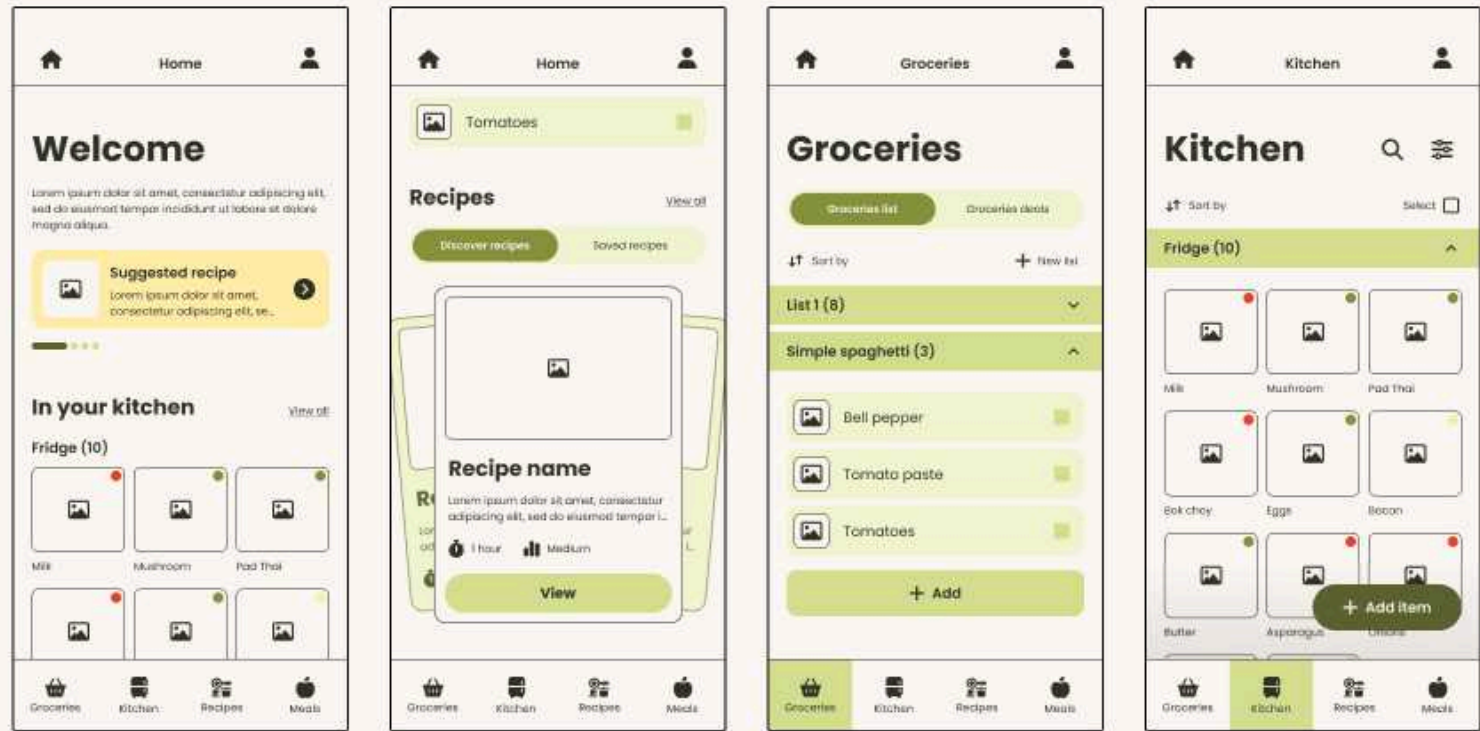 Home
Welcome
Lorem ipsum dolor sit amet, consectetur adipiscing elit,
sed do eiusmod tempor incididunt ut labore et dolore
magna aliqua.
Suggested recipe
Lorem ipsum dolor sit amet,
consectetur adipiscing elit, se...
In your kitchen
View all
Fridge (10)
Milk
Mushroom
Pad Thai
Groceries
Kitchen
Recipes
Meals
Home
Tomatoes
Recipes
View all
Discover recipes
Saved recipes
Recipe name
Lorem ipsum dolor sit amet, consectetur
adipiscing elit, sed do eiusmod tempor i...
1 hour
Medium
View
Groceries
Kitchen
Recipes
Meals
Groceries
Groceries
Groceries list
Groceries deals
Sort by
+ New list
List 1 (8)
Simple spaghetti (3)
Bell pepper
Tomato paste
Tomatoes
+ Add
Groceries
Kitchen
Recipes
Meals
Kitchen
Kitchen
Sort by
Select
Fridge (10)
Milk
Mushroom
Pad Thai
Bok choy
Eggs
Bacon
Butter
Asparagus
Onions
+ Add item
Groceries
Kitchen
Recipes
Meals